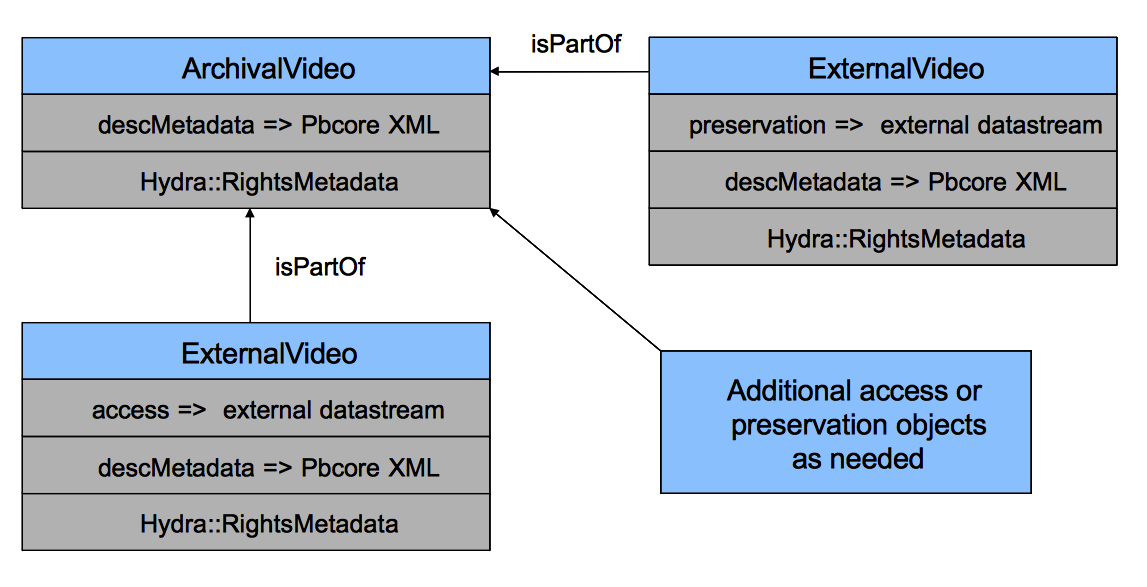 isPartOf
ArchivalVideo
descMetadata => Pbcore XML
Hydra::RightsMetadata
ExternalVideo
preservation => external datastream
descMetadata => Pbcore XML
Hydra::RightsMetadata
isPartOf
ExternalVideo
access => external datastream
descMetadata => Pbcore XML
Hydra::RightsMetadata
Additional access or
preservation objects
as needed